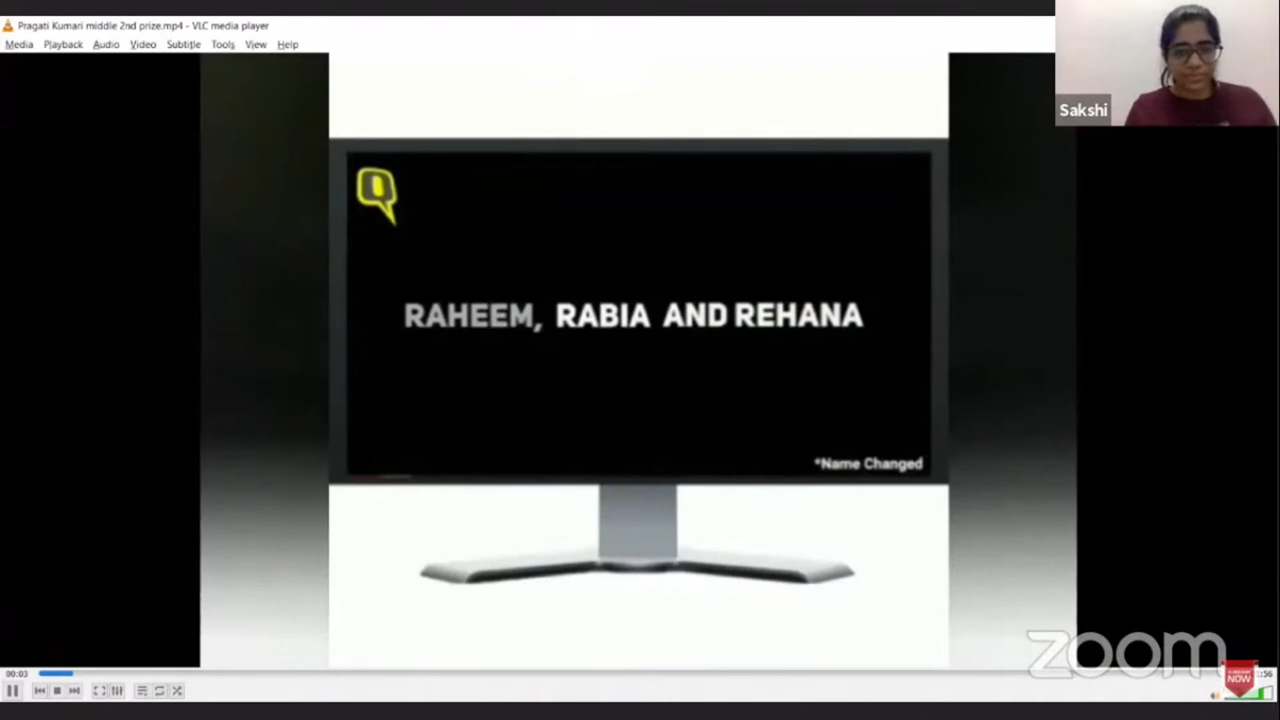 Pragati Kumari middle 2nd prize.mp4 - VLC media player
Media Playback Audio Video Subtitle Tools View Help
Sakshi
RAHEEM, RABIA AND REHANA
*Name Changed
zoom
00:03
NOW